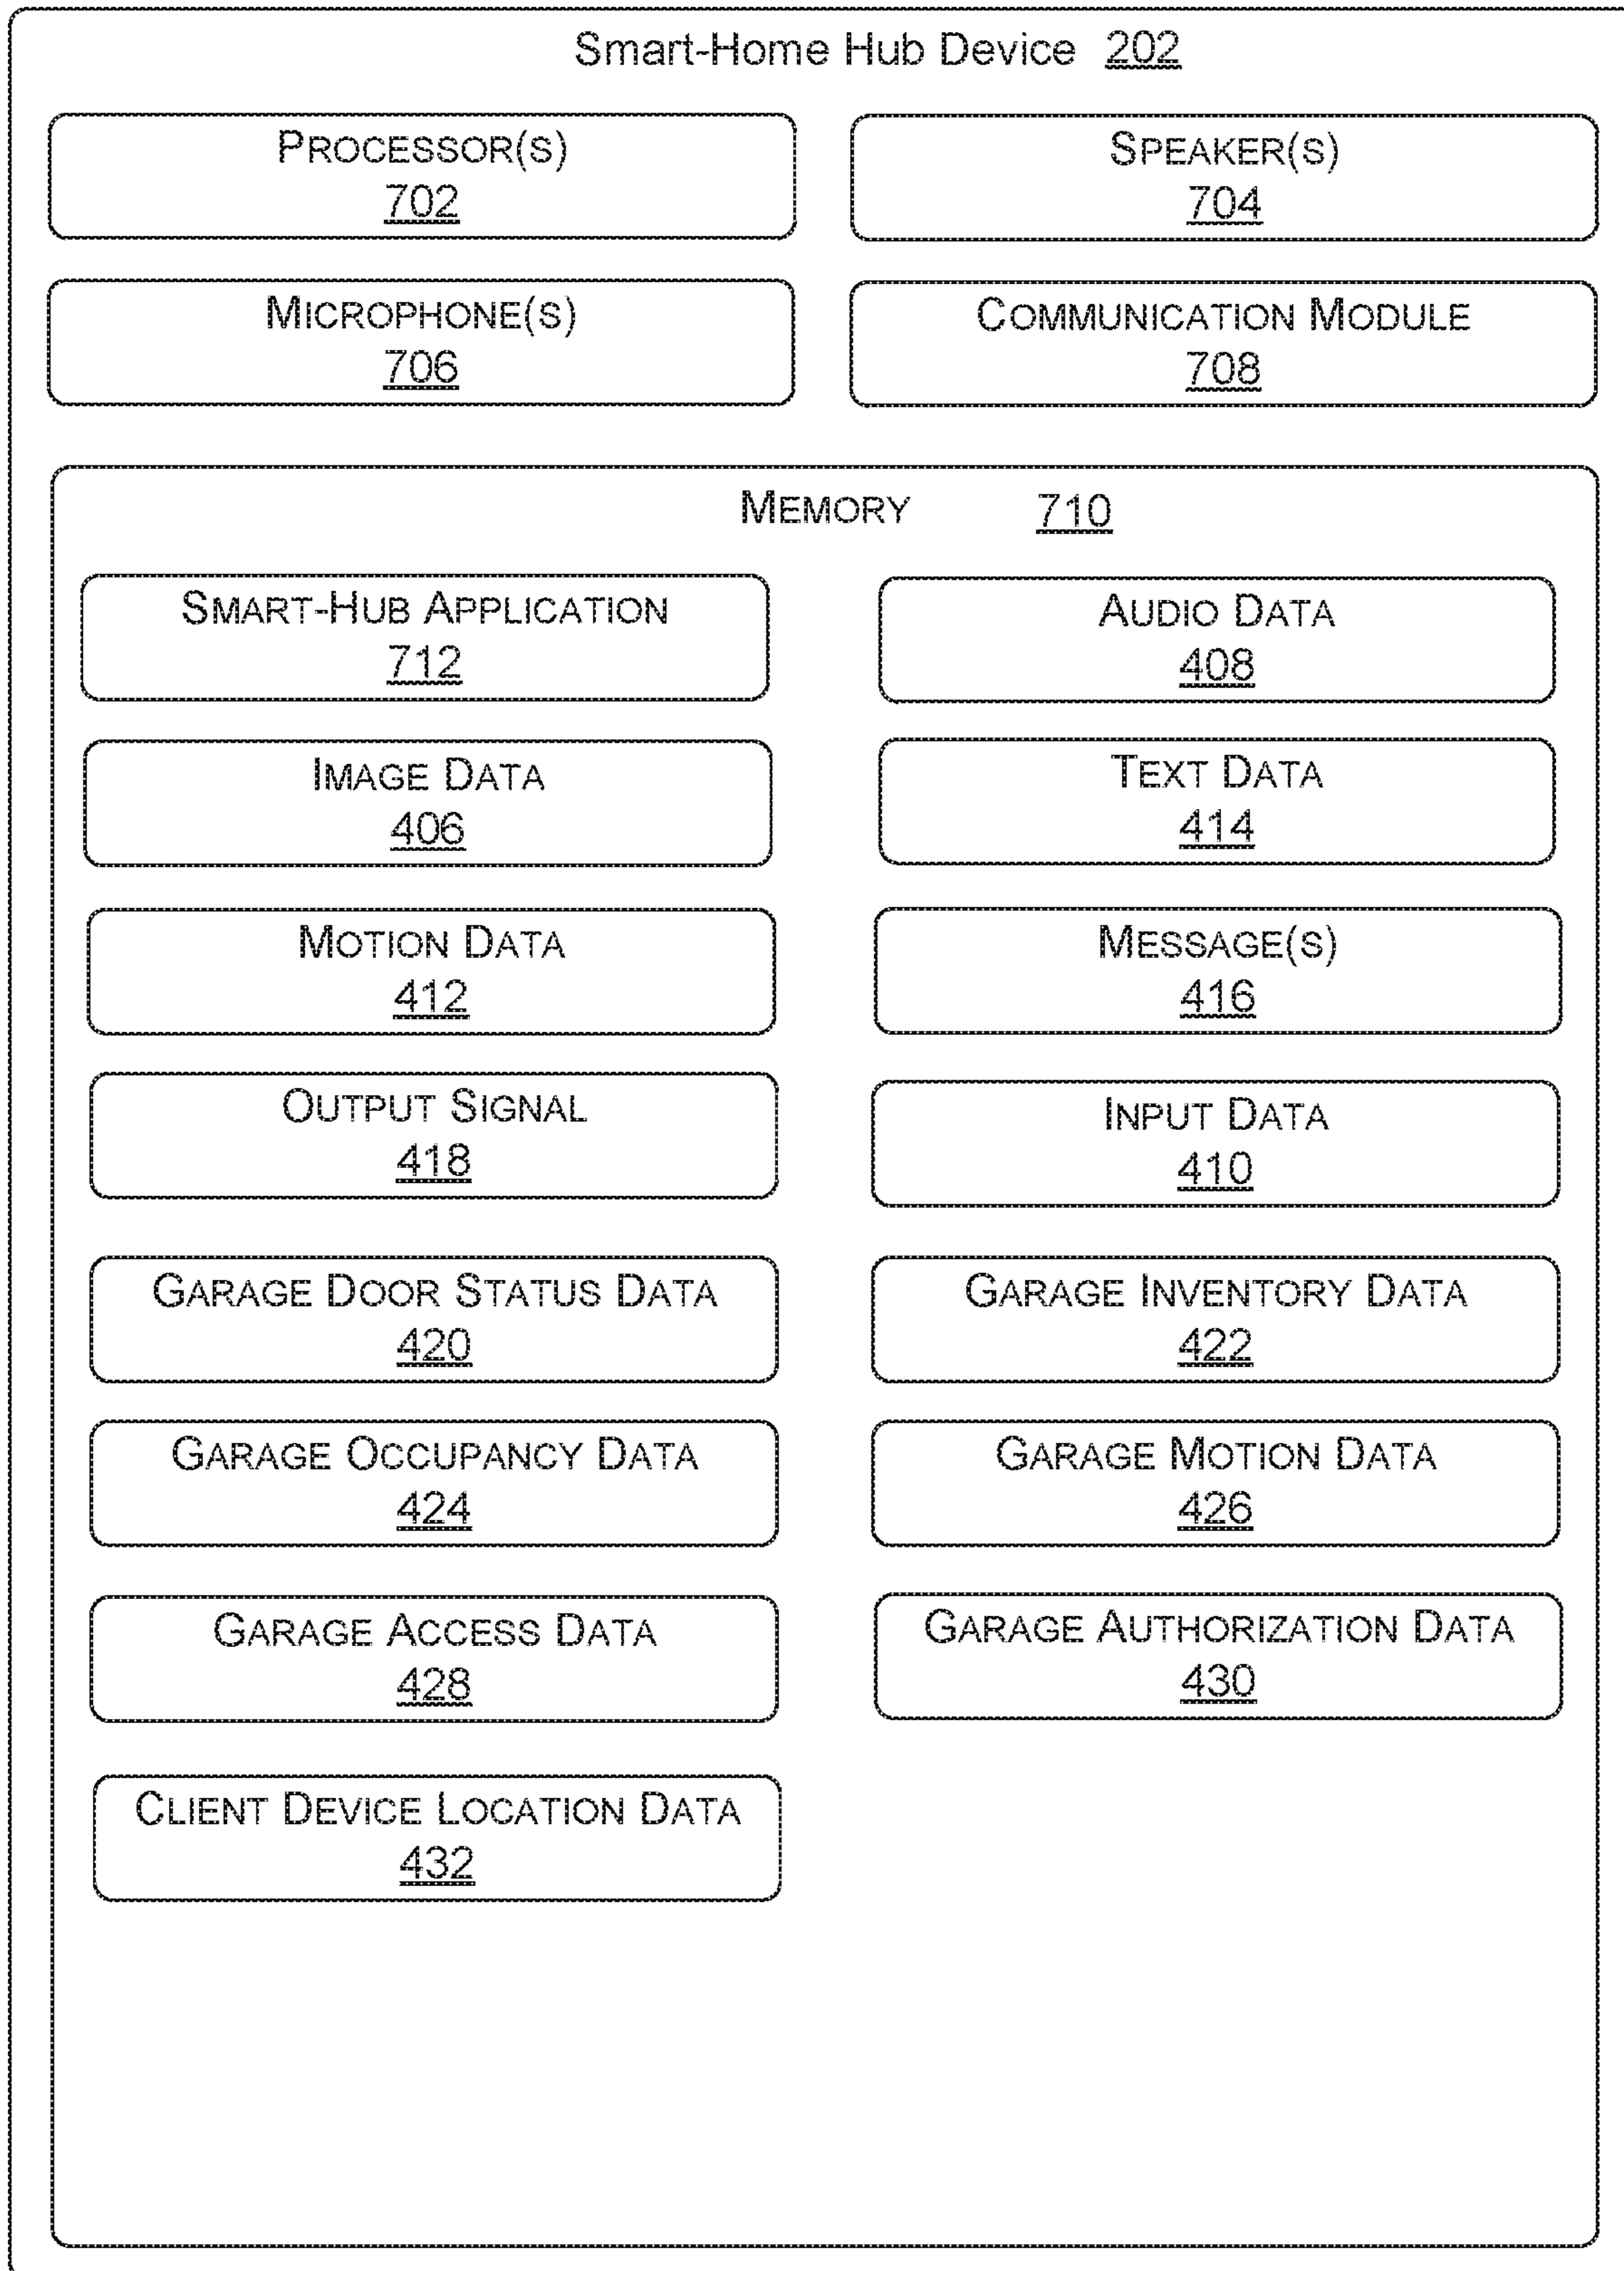 Smart-Home Hub Device 202
PROCESSOR(S)
702
SPEAKER(S)
704
MICROPHONE(S)
706
COMMUNICATION MODULE
708
MEMORY 710
SMART-HUB APPLICATION
712
AUDIO DATA
408
IMAGE DATA
406
TEXT DATA
414
MOTION DATA
412
MESSAGE(S)
416
OUTPUT SIGNAL
418
INPUT DATA
410
GARAGE DOOR STATUS DATA
420
GARAGE INVENTORY DATA
422
GARAGE OCCUPANCY DATA
424
GARAGE MOTION DATA
426
GARAGE ACCESS DATA
428
GARAGE AUTHORIZATION DATA
430
CLIENT DEVICE LOCATION DATA
432